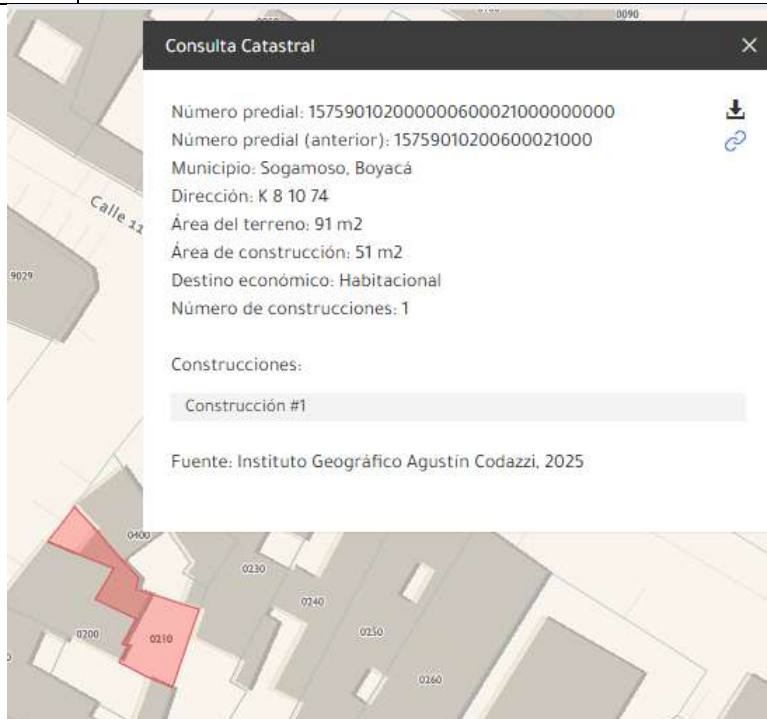 0090
Consulta Catastral
Número predial: 157590102000000600021000000000
Número predial (anterior): 15759010200600021000
Municipio: Sogamoso, Boyacá
Dirección: K 8 10 74
Área del terreno: 91 m2
Área de construcción: 51 m2
Destino económico: Habitacional
Número de construcciones: 1
Construcciones:
Construcción #1
Fuente: Instituto Geográfico Agustín Codazzi, 2025
Calle 11
9029
0400
0230
0240
0200
0210
0250
0260